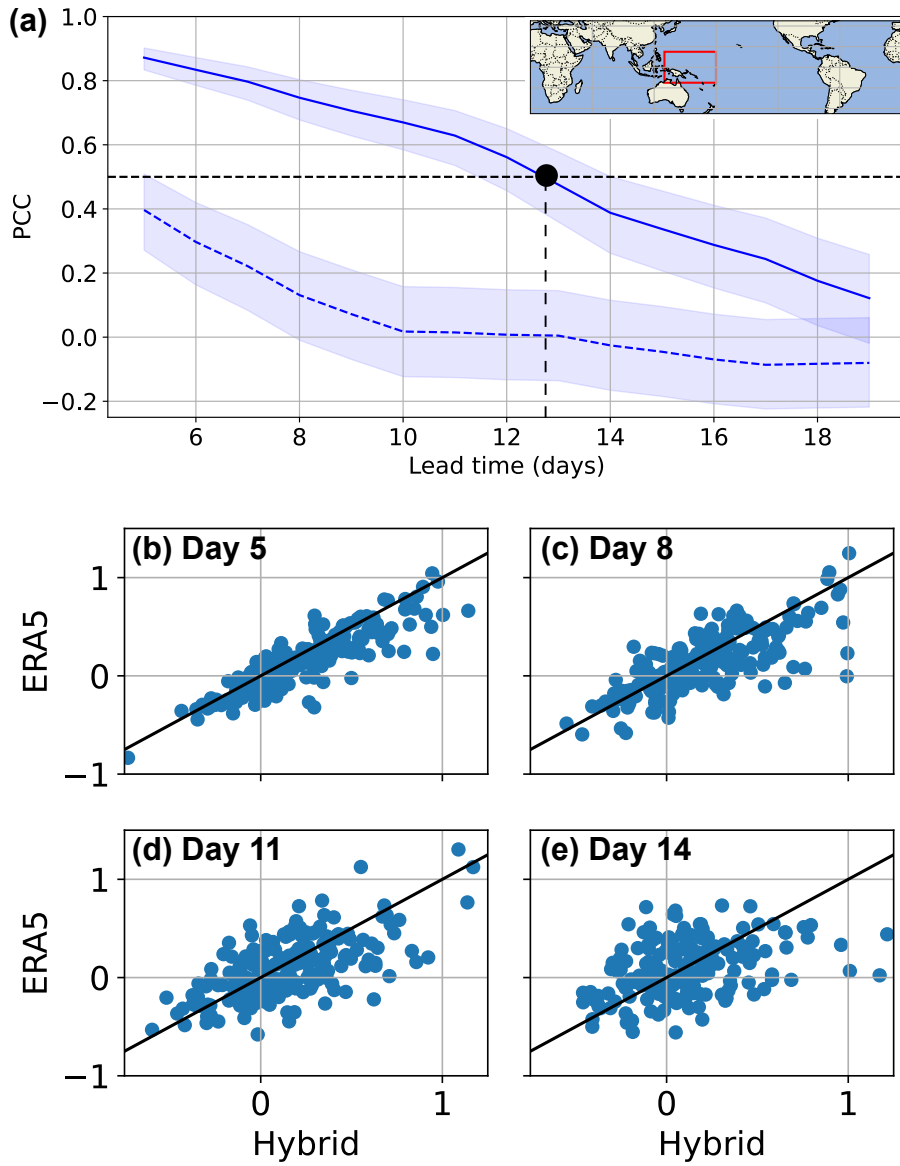 (a)
1.0
0.8
0.6
0.4
0.2
0.0
−0.2
PCC
6 8 10 12 14 16 18
Lead time (days)
(b) Day 5
(c) Day 8
1
0
−1
ERA5
(d) Day 11
(e) Day 14
1
0
−1
ERA5
0 1
0 1
Hybrid
Hybrid